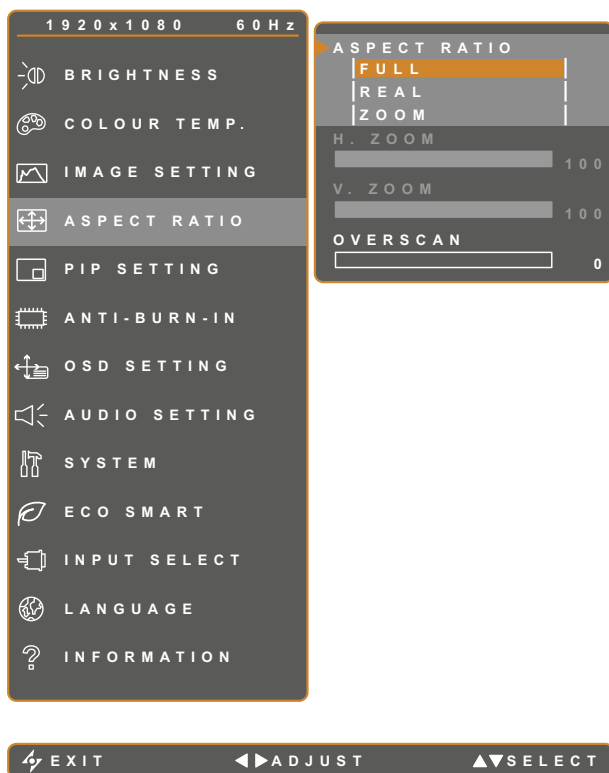 1920x1080 60Hz
BRIGHTNESS
COLOUR TEMP.
IMAGE SETTING
ASPECT RATIO
PIP SETTING
ANTI-BURN-IN
OSD SETTING
AUDIO SETTING
SYSTEM
ECO SMART
INPUT SELECT
LANGUAGE
INFORMATION
ASPECT RATIO
FULL
REAL
ZOOM
H. ZOOM
100
V. ZOOM
100
OVERSCAN
0
EXIT ADJUST SELECT